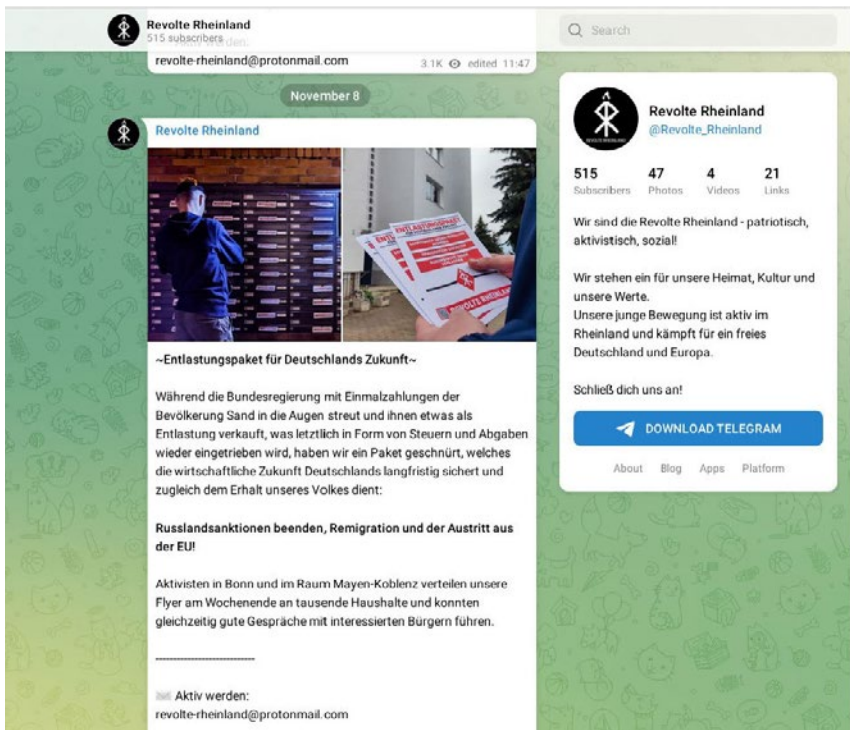 Revolte Rheinland
515 subscribers
Aktiv werden:
revolte-rheinland@protonmail.com
3.1K edited 11:47
November 8
Revolte Rheinland
ENTLASTUNGSPAKET
REVOLTE RHEINLAND
~Entlastungspaket für Deutschlands Zukunft~
Während die Bundesregierung mit Einmalzahlungen der
Bevölkerung Sand in die Augen streut und ihnen etwas als
Entlastung verkauft, was letztlich in Form von Steuern und Abgaben
wieder eingetrieben wird, haben wir ein Paket geschnürt, welches
die wirtschaftliche Zukunft Deutschlands langfristig sichert und
zugleich dem Erhalt unseres Volkes dient:
Russlandsanktionen beenden, Remigration und der Austritt aus
der EU!
Aktivisten in Bonn und im Raum Mayen-Koblenz verteilen unsere
Flyer am Wochenende an tausende Haushalte und konnten
gleichzeitig gute Gespräche mit interessierten Bürgern führen.
---------------------------
Aktiv werden:
revolte-rheinland@protonmail.com
Search
REVOLTE RHEINLAND
Revolte Rheinland
@Revolte_Rheinland
515 47 4 21
Subscribers Photos Videos Links
Wir sind die Revolte Rheinland - patriotisch,
aktivistisch, sozial!
Wir stehen ein für unsere Heimat, Kultur und
unsere Werte.
Unsere junge Bewegung ist aktiv im
Rheinland und kämpft für ein freies
Deutschland und Europa.
Schließ dich uns an!
DOWNLOAD TELEGRAM
About Blog Apps Platform